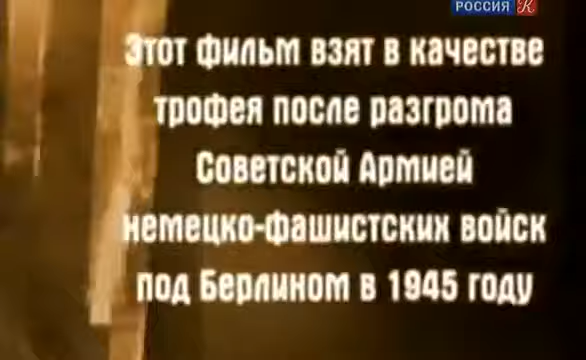 РОССИЯ К
Этот фильм взят в качестве
трофея после разгрома
Советской Армией
немецко-фашистских войск
под Берлином в 1945 году